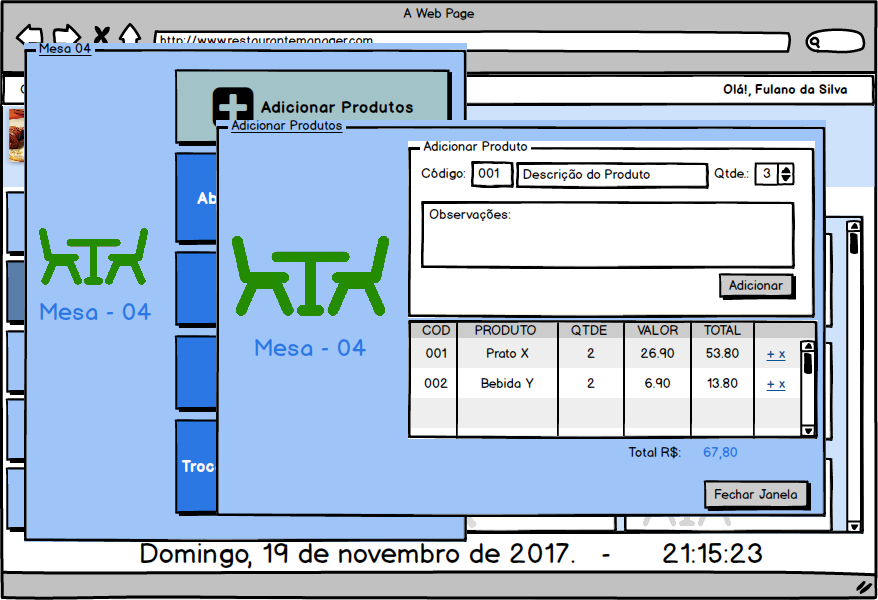 A Web Page
http://www.restaurantemanager.com
Olá!, Fulano da Silva
Mesa 04
Adicionar Produtos
Mesa - 04
Adicionar Produtos
Mesa - 04
Adicionar Produto
Código: 001 Descrição do Produto Qtde.: 3
Observações:
Adicionar
COD PRODUTO QTDE VALOR TOTAL
001 Prato X 2 26.90 53.80 + x
002 Bebida Y 2 6.90 13.80 + x
Total R$: 67,80
Fechar Janela
Domingo, 19 de novembro de 2017. - 21:15:23